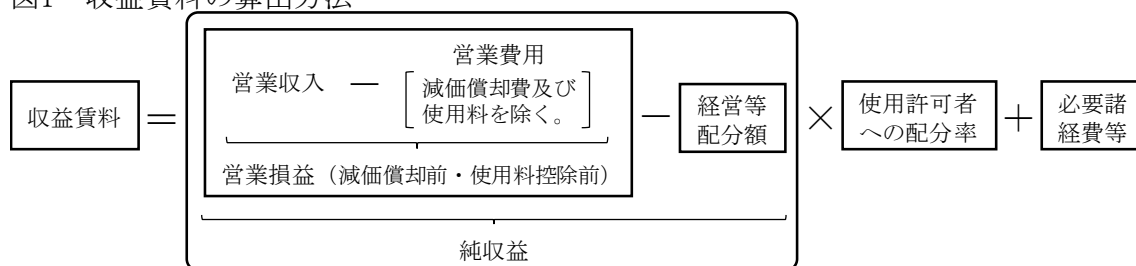 図1 収益賃料の算出方法
収益賃料
=
営業収入
―
営業費用
減価償却費及び
使用料を除く。
営業損益（減価償却前・使用料控除前）
―
経営等
配分額
純収益
×
使用許可者
への配分率
+
必要諸
経費等